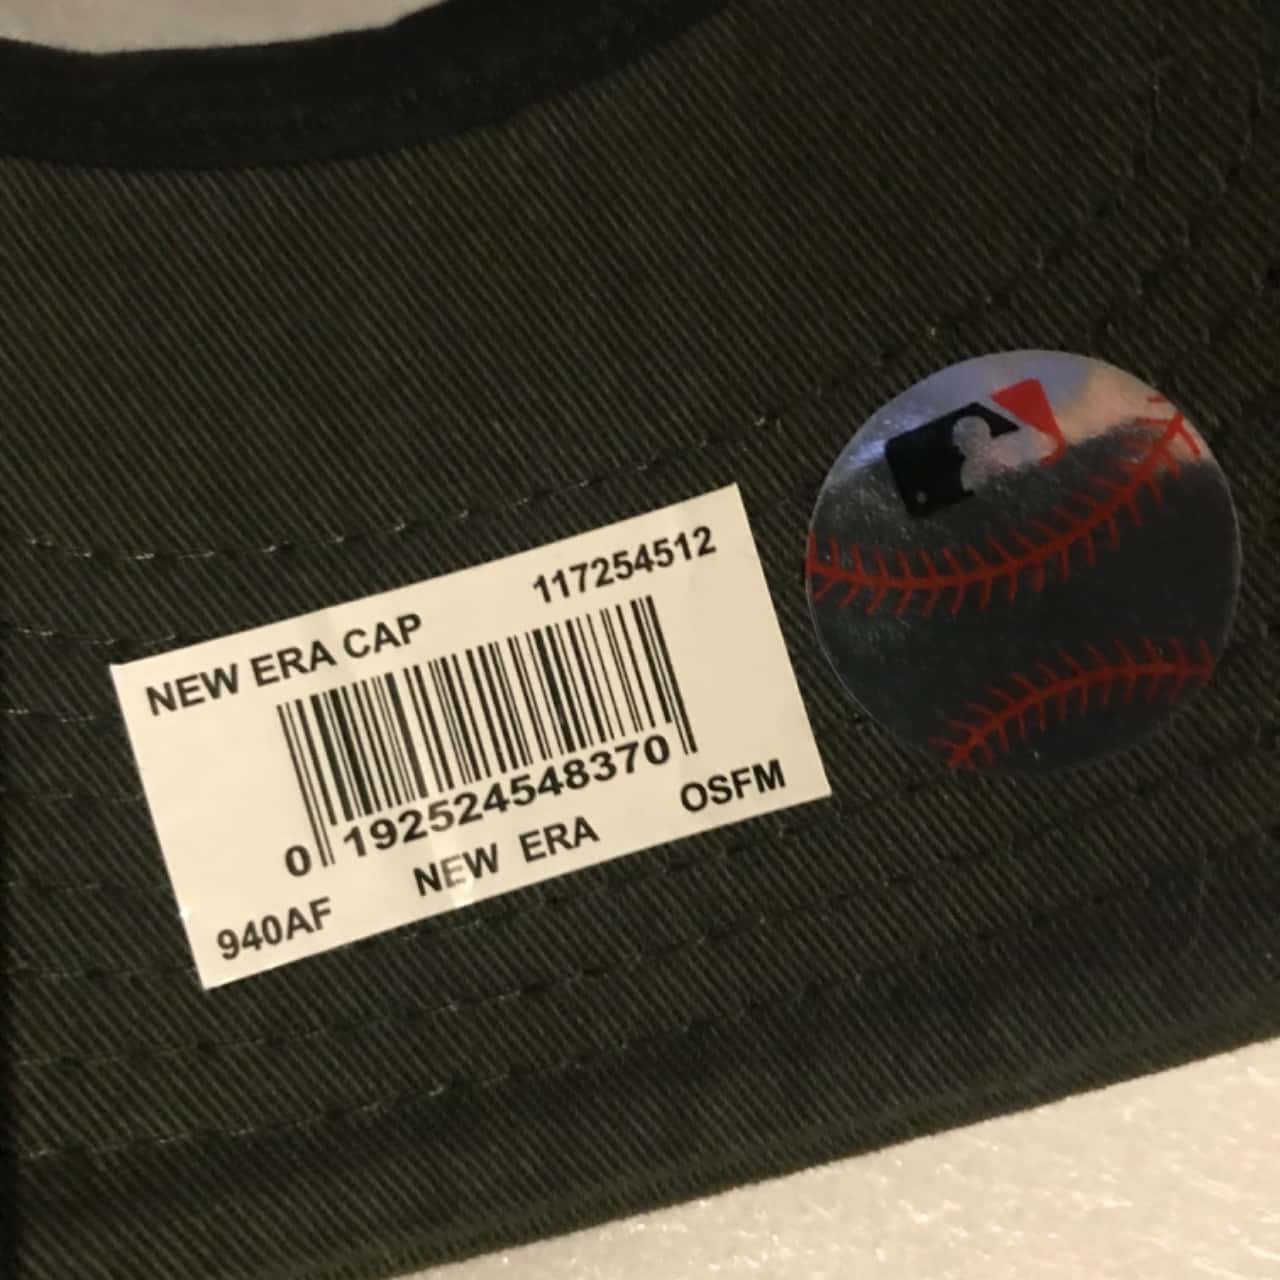 NEW ERA CAP 117254512
0 192524548370
NEW ERA OSFM
940AF